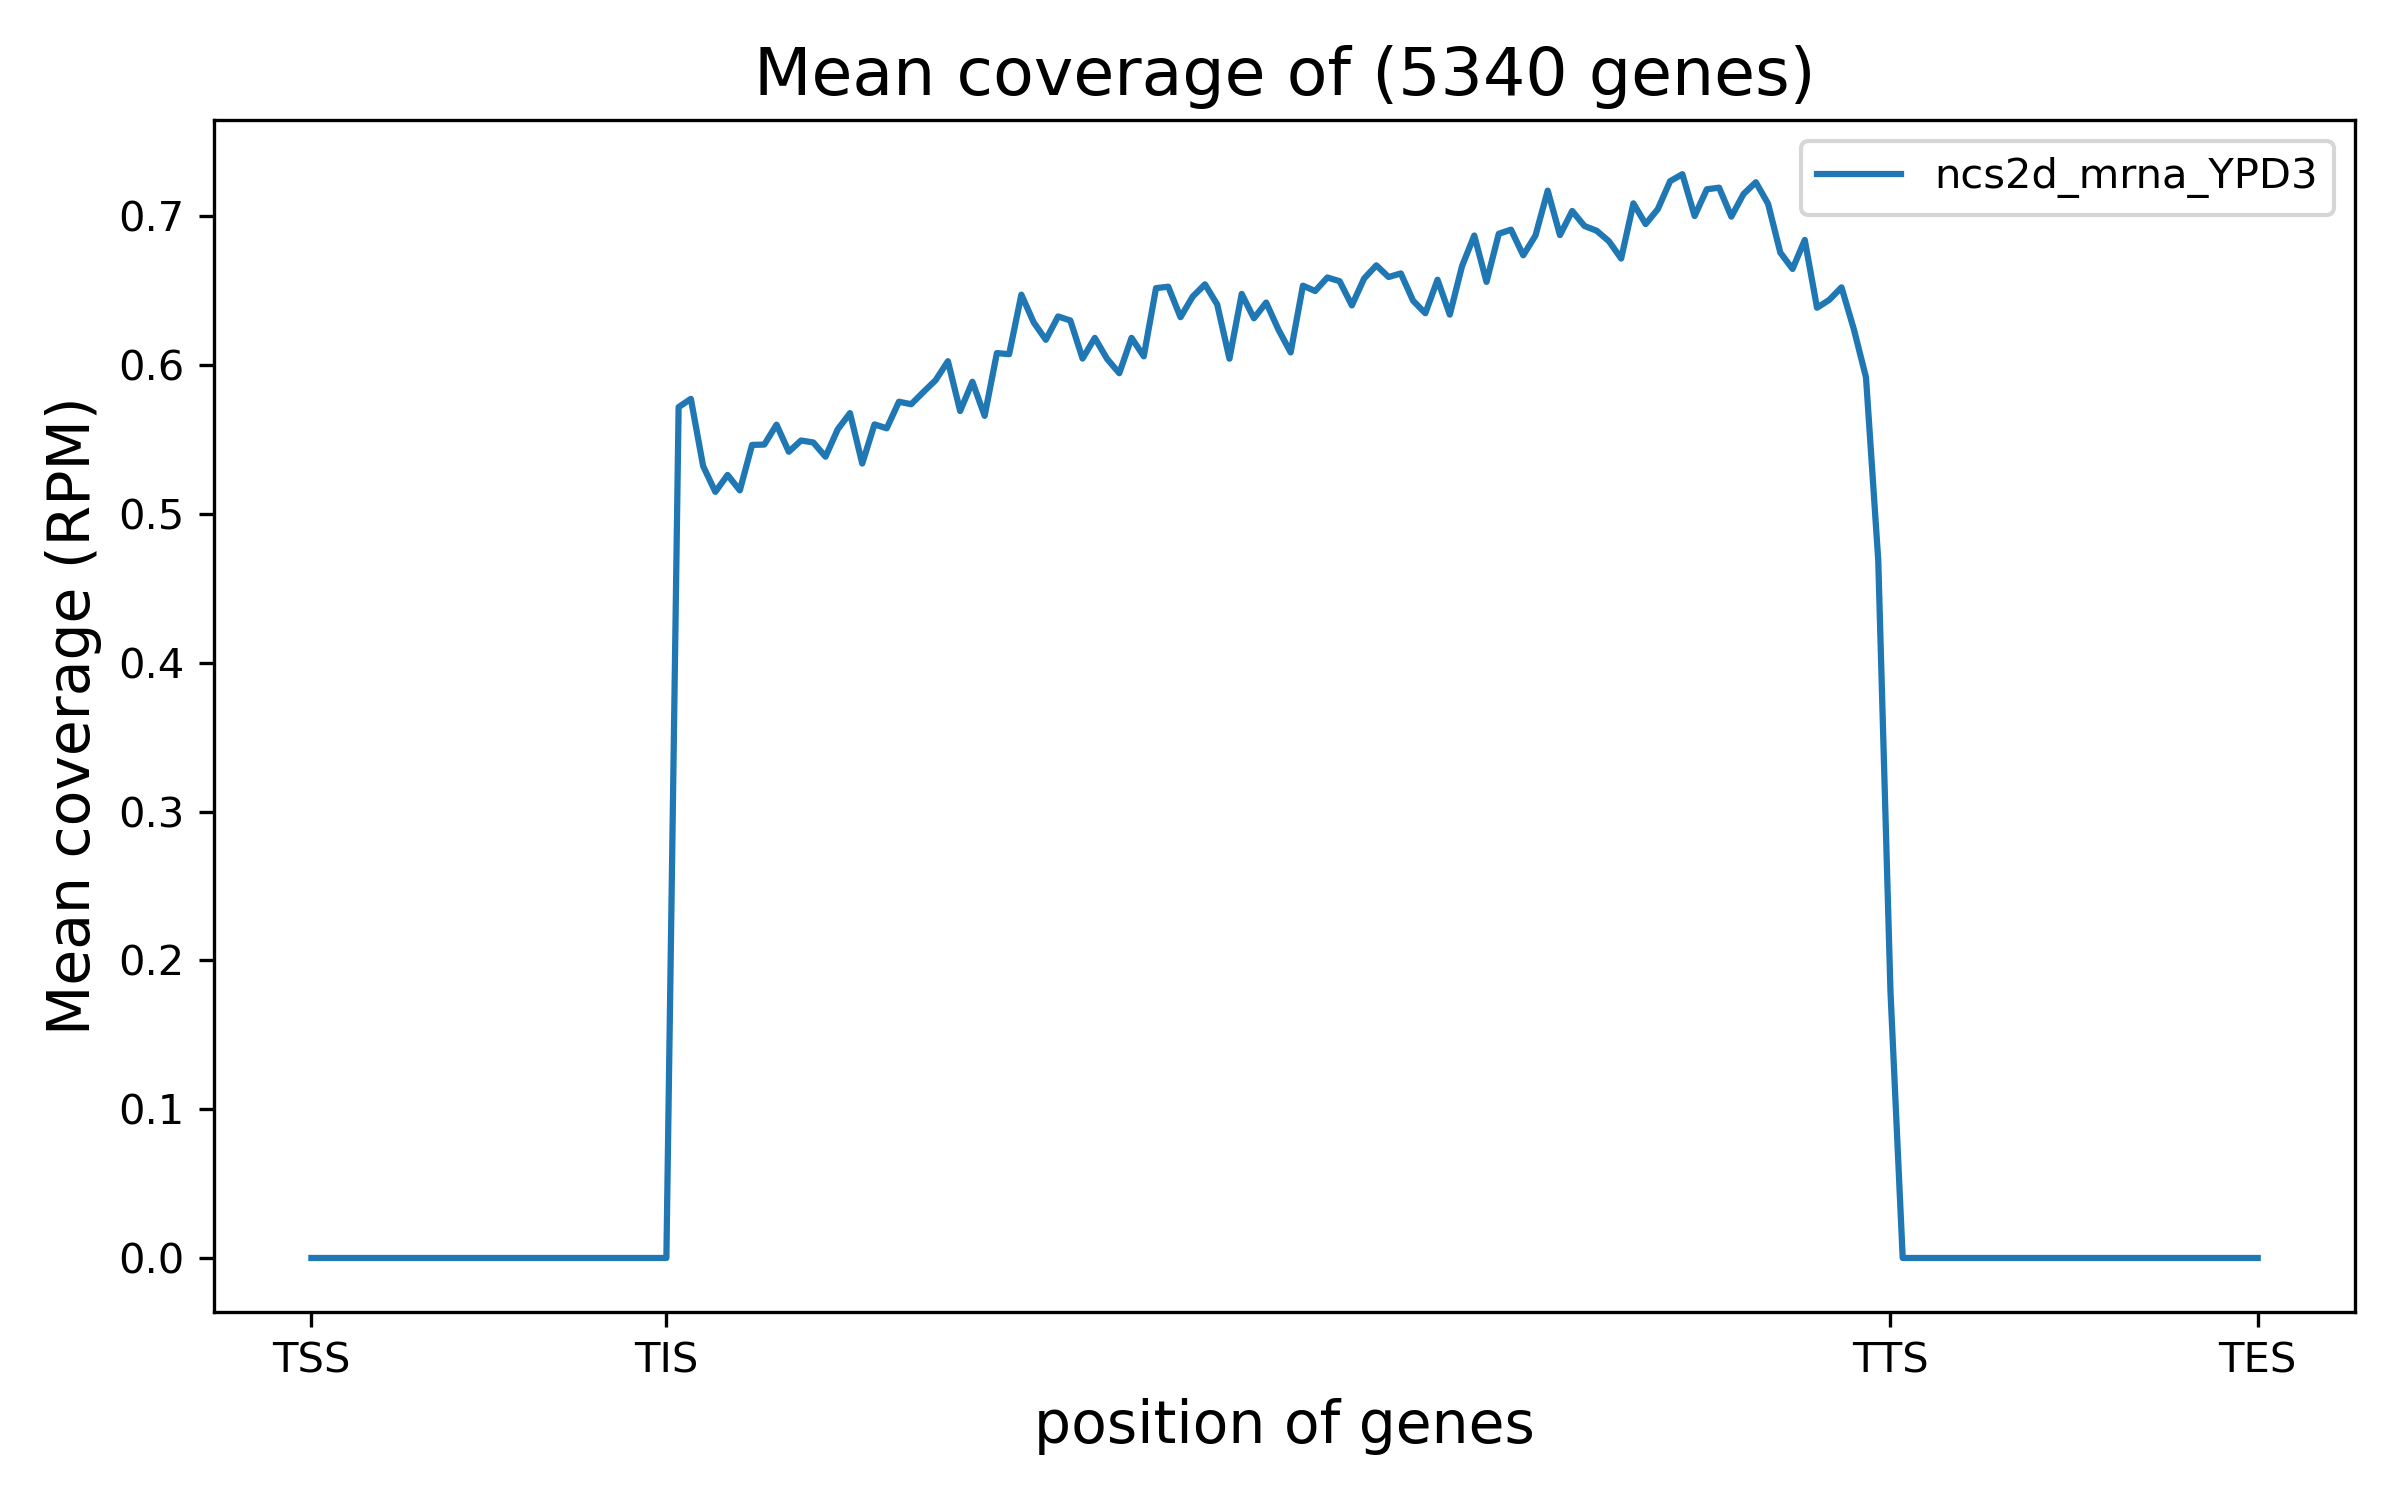 Mean coverage of (5340 genes)
ncs2d_mrna_YPD3
Mean coverage (RPM)
0.7
0.6
0.5
0.4
0.3
0.2
0.1
0.0
TSS TIS TTS TES
position of genes